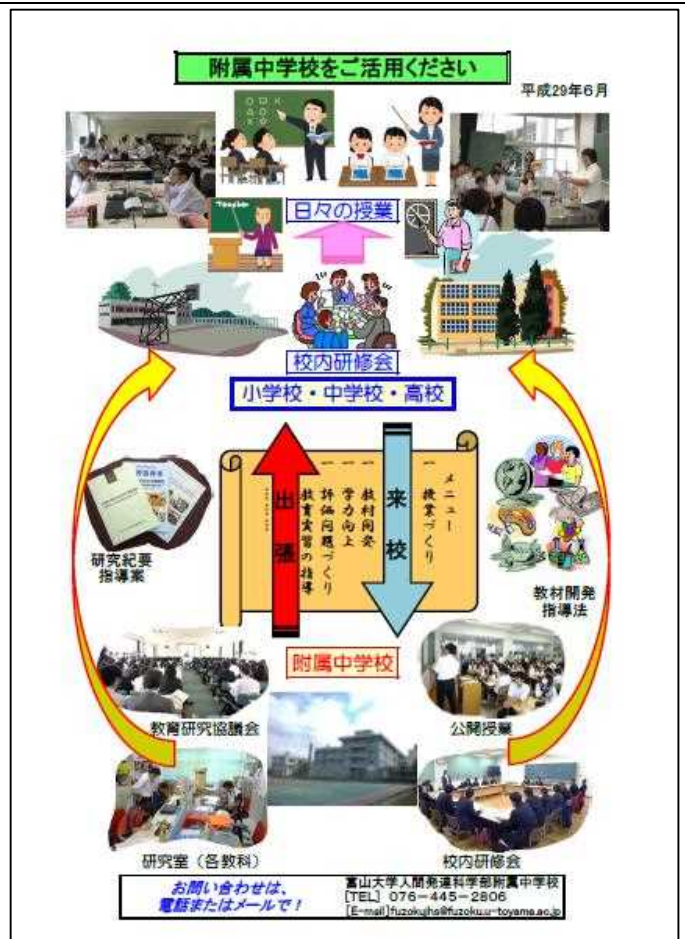 附属中学校をご活用ください
平成29年6月
日々の授業
校内研修会
小学校・中学校・高校
出張
来校
メニュー
一 授業づくり
一 教材開発
一 学力向上
一 評価問題づくり
一 教育実習の指導
研究紀要
指導案
教材開発
指導法
附属中学校
教育研究協議会
公開授業
研究室（各教科）
校内研修会
お問い合わせは、
電話またはメールで！
富山大学人間発達科学部附属中学校
[TEL] 076-445-2806
[E-mail]fuzokujhs@fuzoku.u-toyama.ac.jp